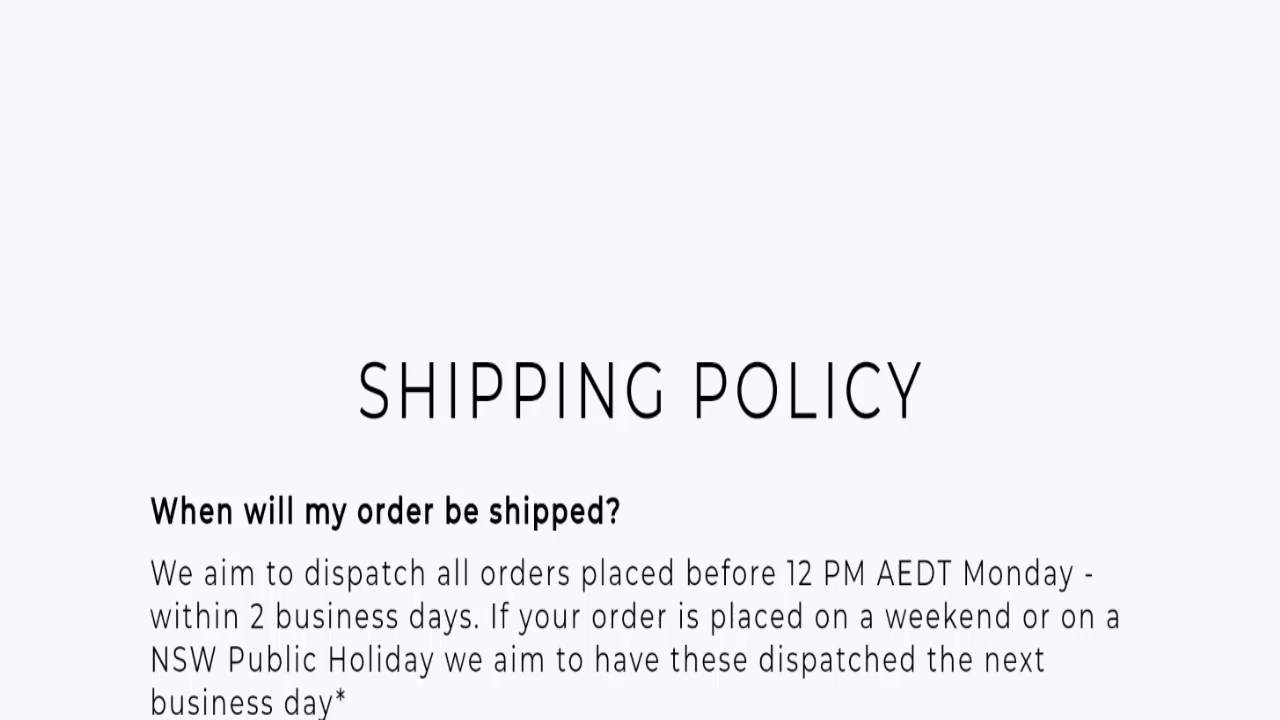 SHIPPING POLICY
When will my order be shipped?
We aim to dispatch all orders placed before 12 PM AEDT Monday -
within 2 business days. If your order is placed on a weekend or on a
NSW Public Holiday we aim to have these dispatched the next
business day*